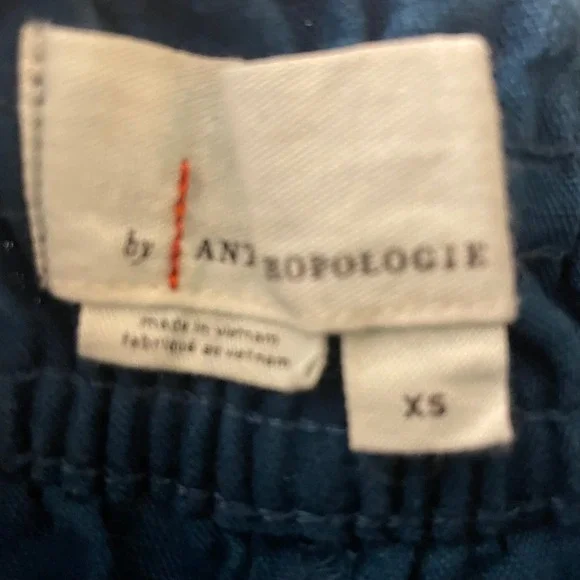 by ANTHROPOLOGIE
made in vietnam
fabriqué au vietnam
XS